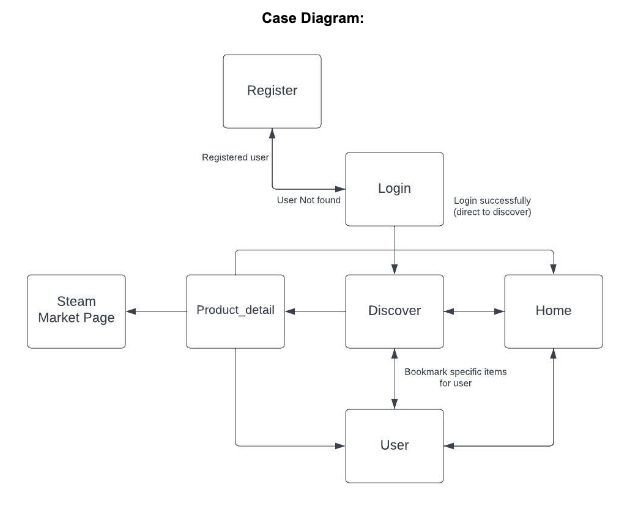 Case Diagram:
Register
Registered user
User Not found
Login
Login successfully
(direct to discover)
Steam
Market Page
Product_detail
Discover
Home
Bookmark specific items
for user
User